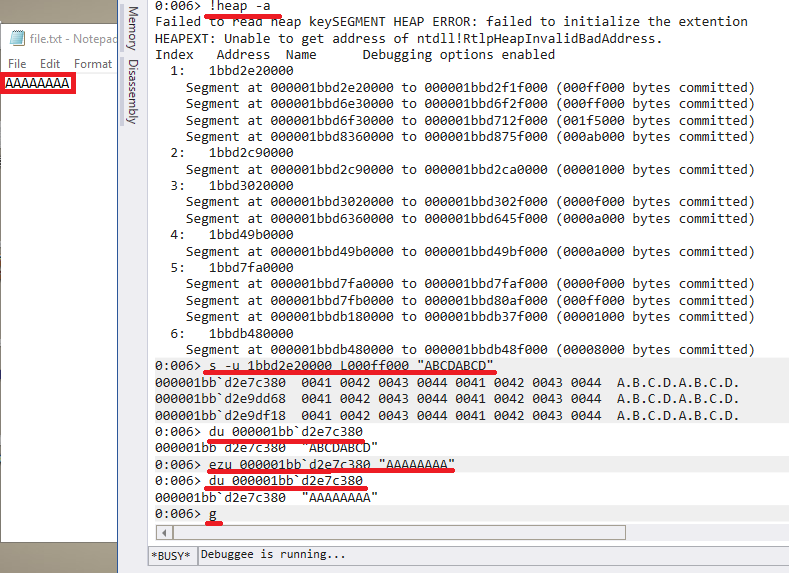 file.txt - Notepad
File Edit Format
AAAAAAAA
Memory
Disassembly
0:006> !heap -a
Failed to read heap keySEGMENT HEAP ERROR: failed to initialize the extention
HEAPEXT: Unable to get address of ntdll!RtlpHeapInvalidBadAddress.
Index Address Name Debugging options enabled
1: 1bbd2e20000
Segment at 000001bbd2e20000 to 000001bbd2f1f000 (000ff000 bytes committed)
Segment at 000001bbd6e30000 to 000001bbd6f2f000 (000ff000 bytes committed)
Segment at 000001bbd6f30000 to 000001bbd712f000 (001f5000 bytes committed)
Segment at 000001bbd8360000 to 000001bbd875f000 (000ab000 bytes committed)
2: 1bbd2c90000
Segment at 000001bbd2c90000 to 000001bbd2ca0000 (00001000 bytes committed)
3: 1bbd3020000
Segment at 000001bbd3020000 to 000001bbd302f000 (0000f000 bytes committed)
Segment at 000001bbd6360000 to 000001bbd645f000 (0000a000 bytes committed)
4: 1bbd49b0000
Segment at 000001bbd49b0000 to 000001bbd49bf000 (0000a000 bytes committed)
5: 1bbd7fa0000
Segment at 000001bbd7fa0000 to 000001bbd7faf000 (0000f000 bytes committed)
Segment at 000001bbd7fb0000 to 000001bbd80af000 (000ff000 bytes committed)
Segment at 000001bbdb180000 to 000001bbdb37f000 (00001000 bytes committed)
6: 1bbdb480000
Segment at 000001bbdb480000 to 000001bbdb48f000 (00008000 bytes committed)
0:006> s -u 1bbd2e20000 L000ff000 "ABCDABCD"
000001bb`d2e7c380 0041 0042 0043 0044 0041 0042 0043 0044 A.B.C.D.A.B.C.D.
000001bb`d2e9dd68 0041 0042 0043 0044 0041 0042 0043 0044 A.B.C.D.A.B.C.D.
000001bb`d2e9df18 0041 0042 0043 0044 0041 0042 0043 0044 A.B.C.D.A.B.C.D.
0:006> du 000001bb`d2e7c380
000001bb`d2e7c380 "ABCDABCD"
0:006> ezu 000001bb`d2e7c380 "AAAAAAAA"
0:006> du 000001bb`d2e7c380
000001bb`d2e7c380 "AAAAAAAA"
0:006> g
*BUSY* Debuggee is running...